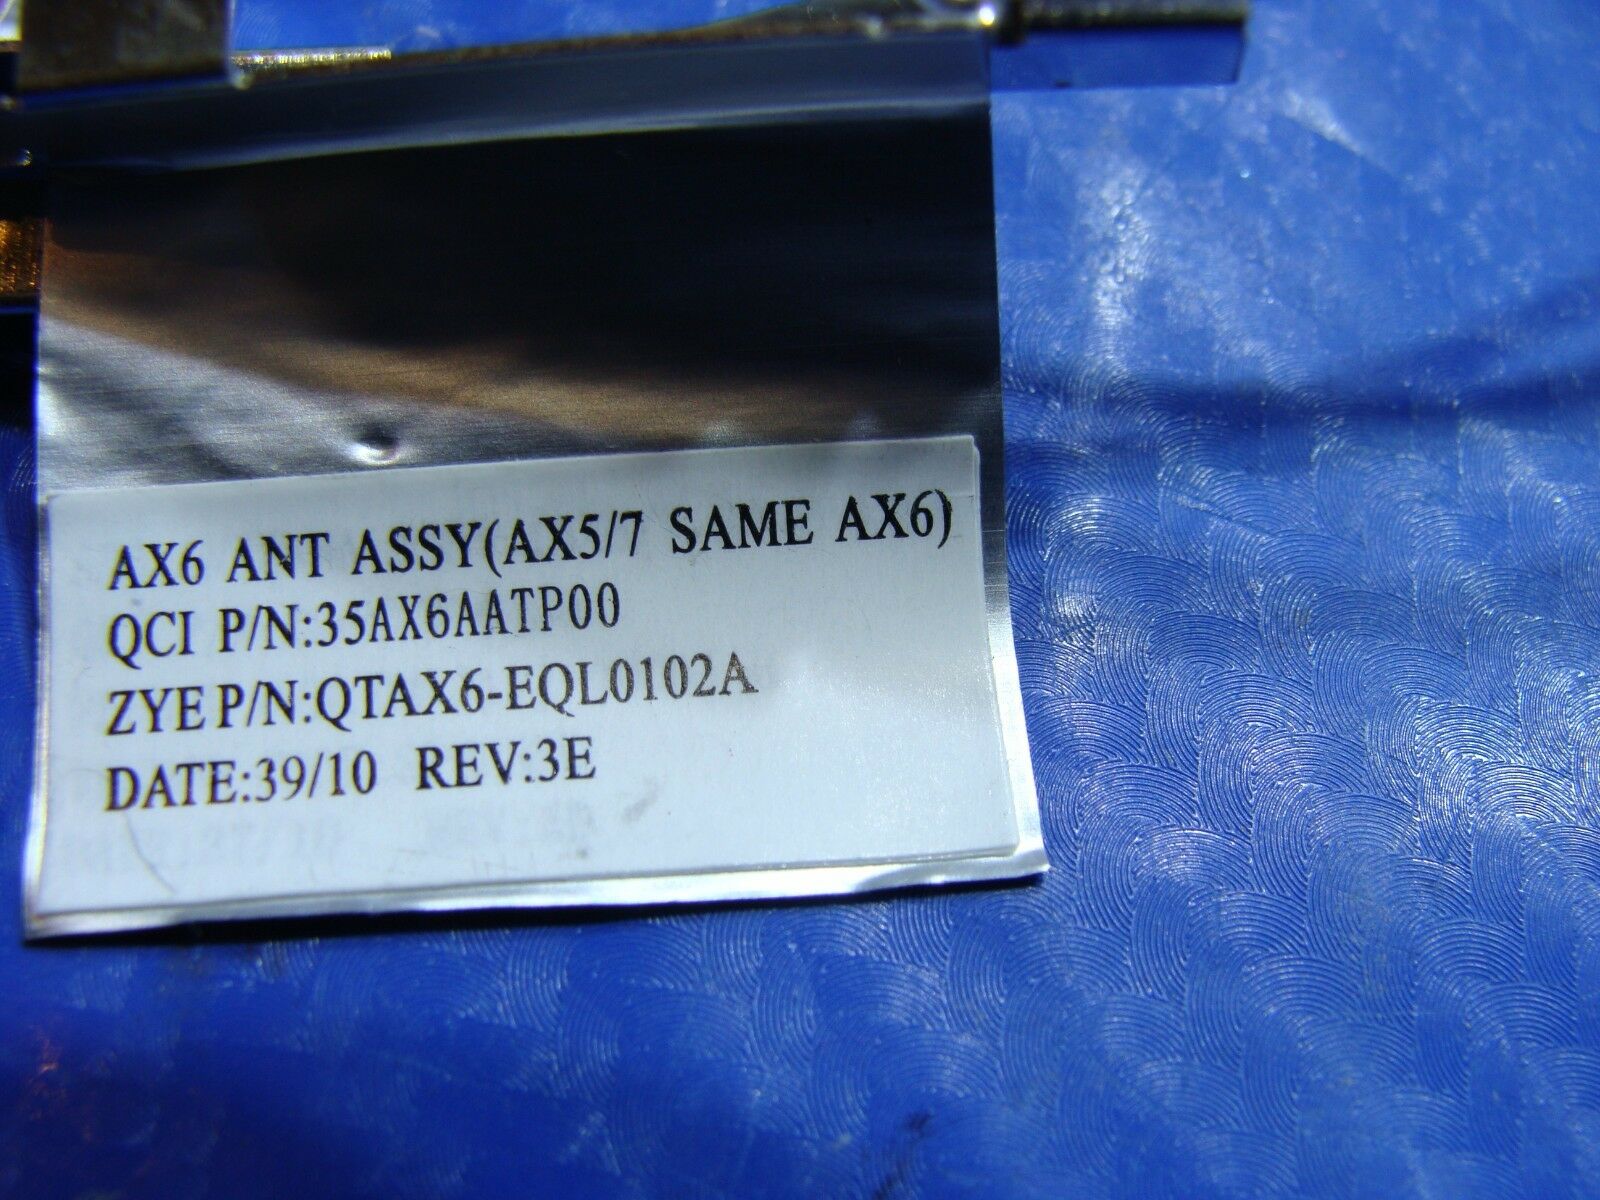 AX6 ANT ASSY(AX5/7 SAME AX6)
QCI P/N:35AX6AATP00
ZYE P/N:QTAX6-EQL0102A
DATE:39/10 REV:3E